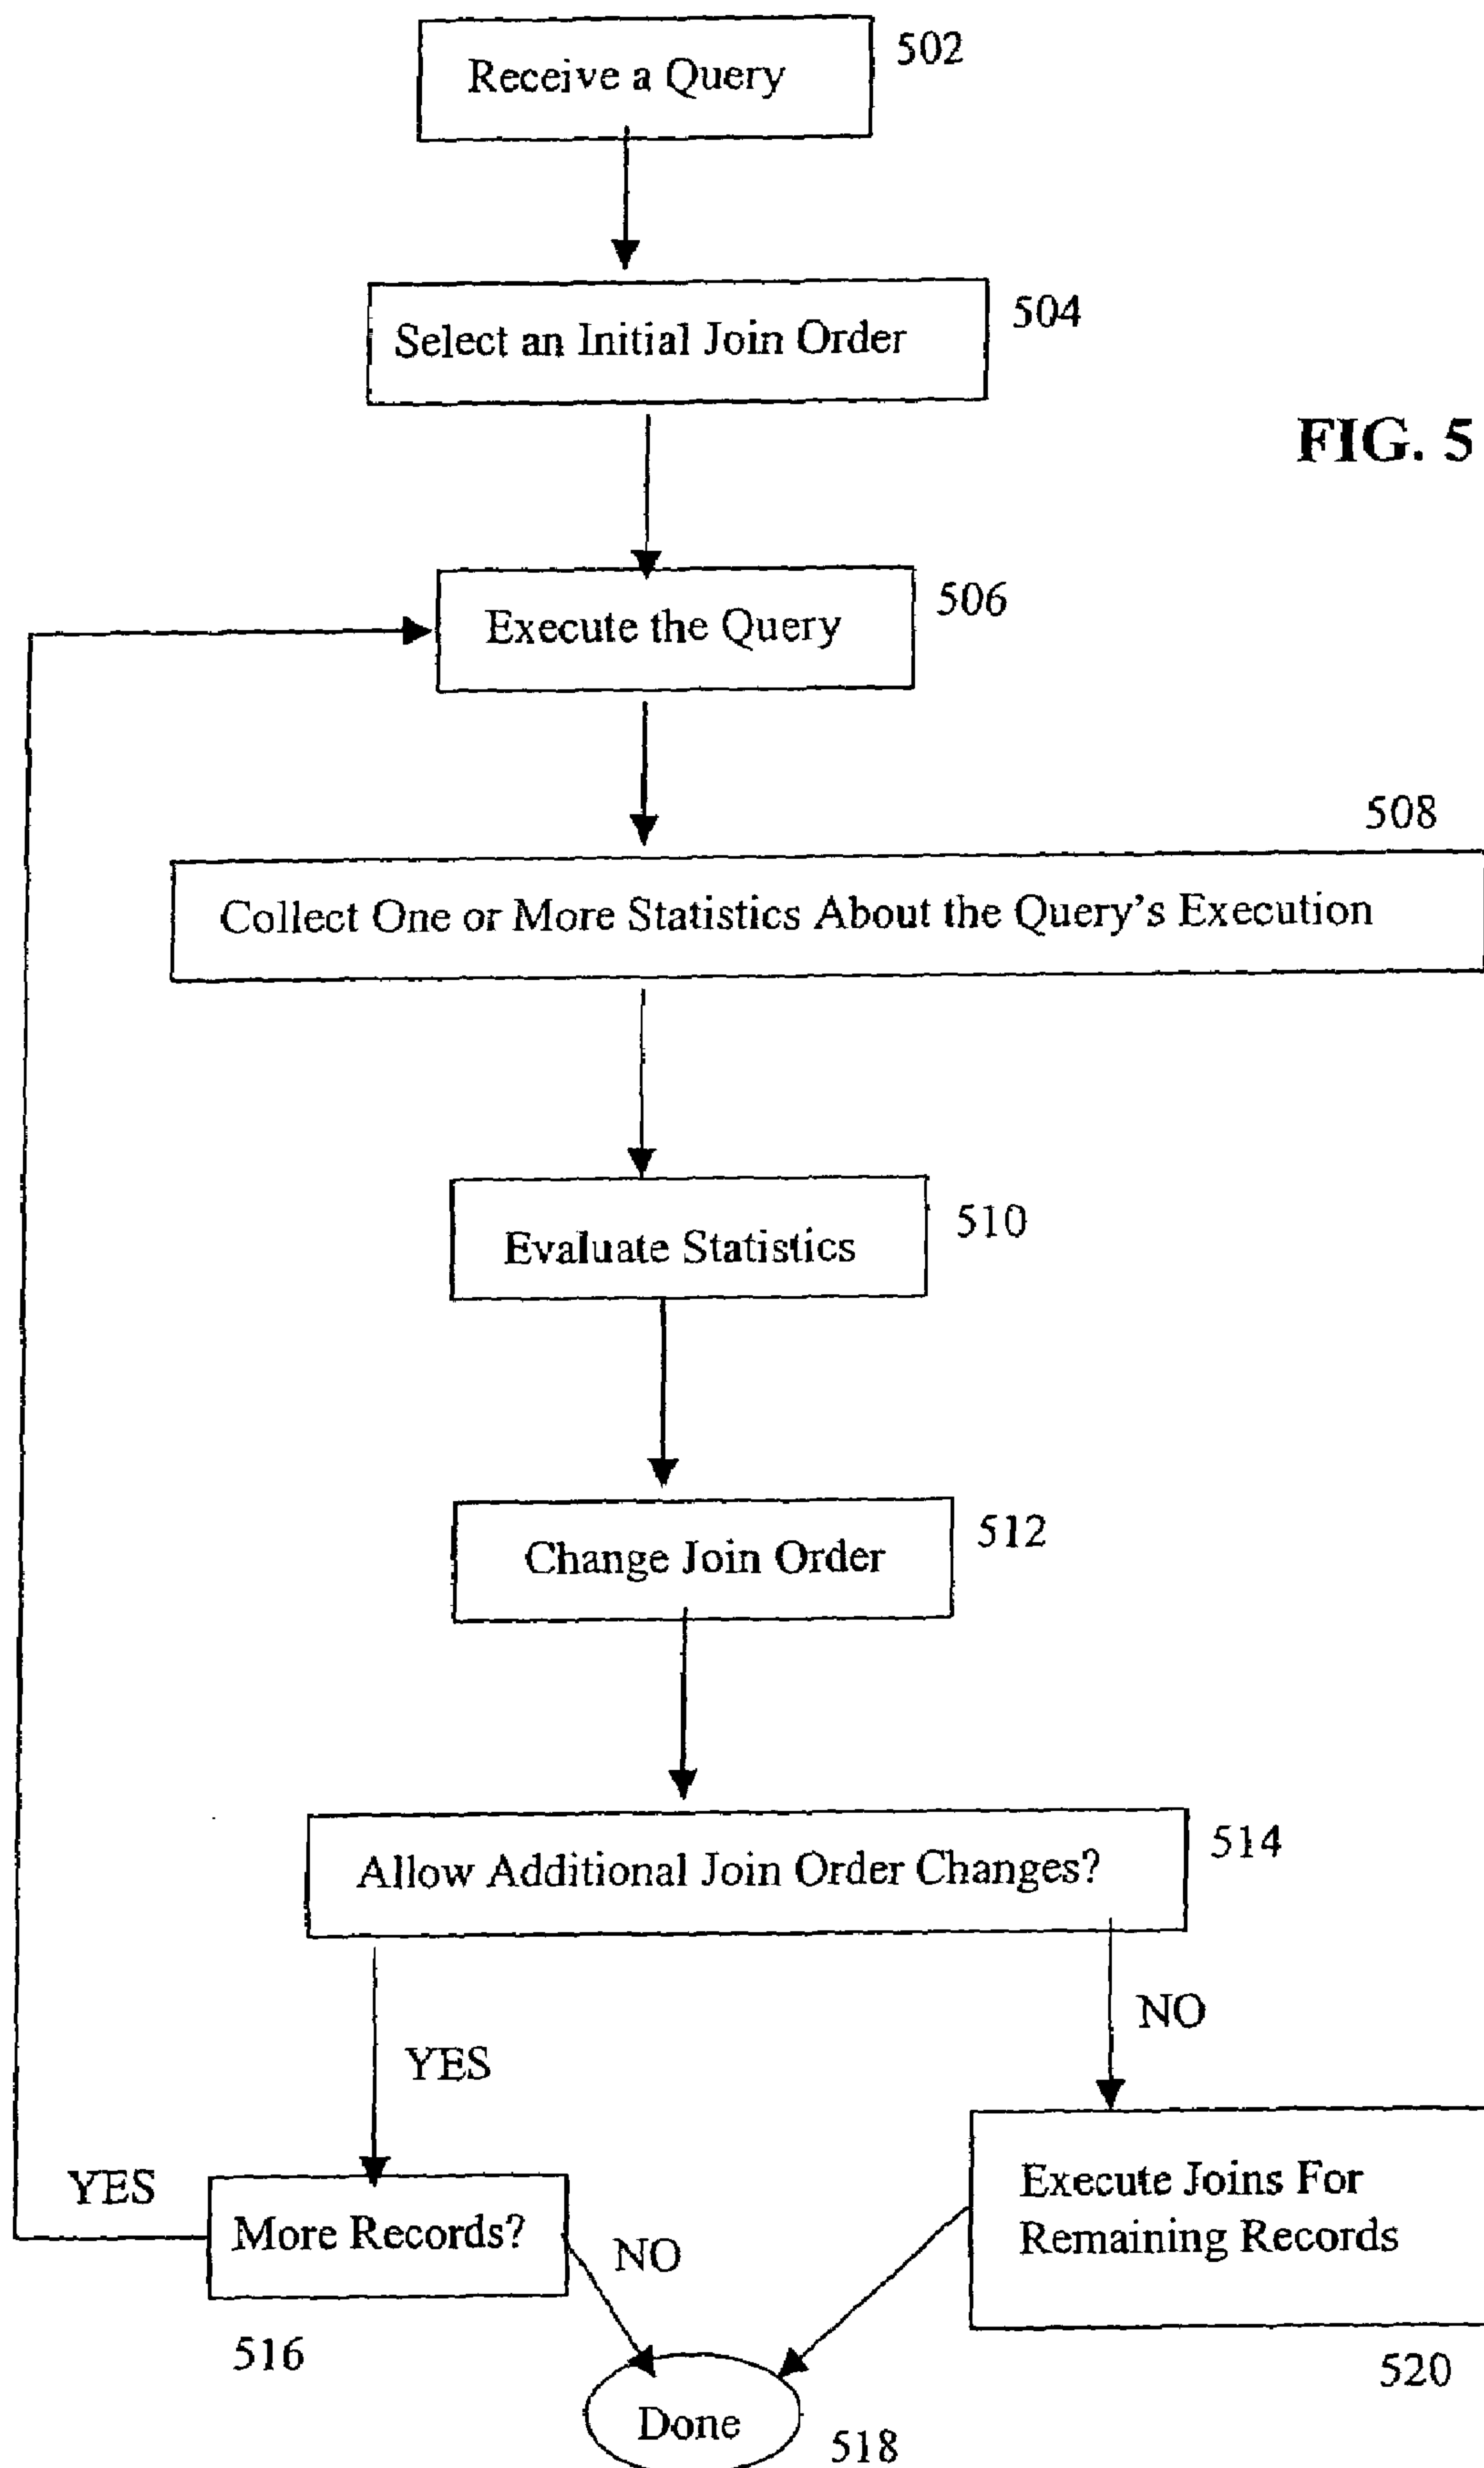 Receive a Query
502
Select an Initial Join Order
504
FIG. 5
Execute the Query
506
508
Collect One or More Statistics About the Query's Execution
Evaluate Statistics
510
Change Join Order
512
Allow Additional Join Order Changes?
514
NO
YES
YES
More Records?
NO
Execute Joins For
Remaining Records
516
520
Done
518